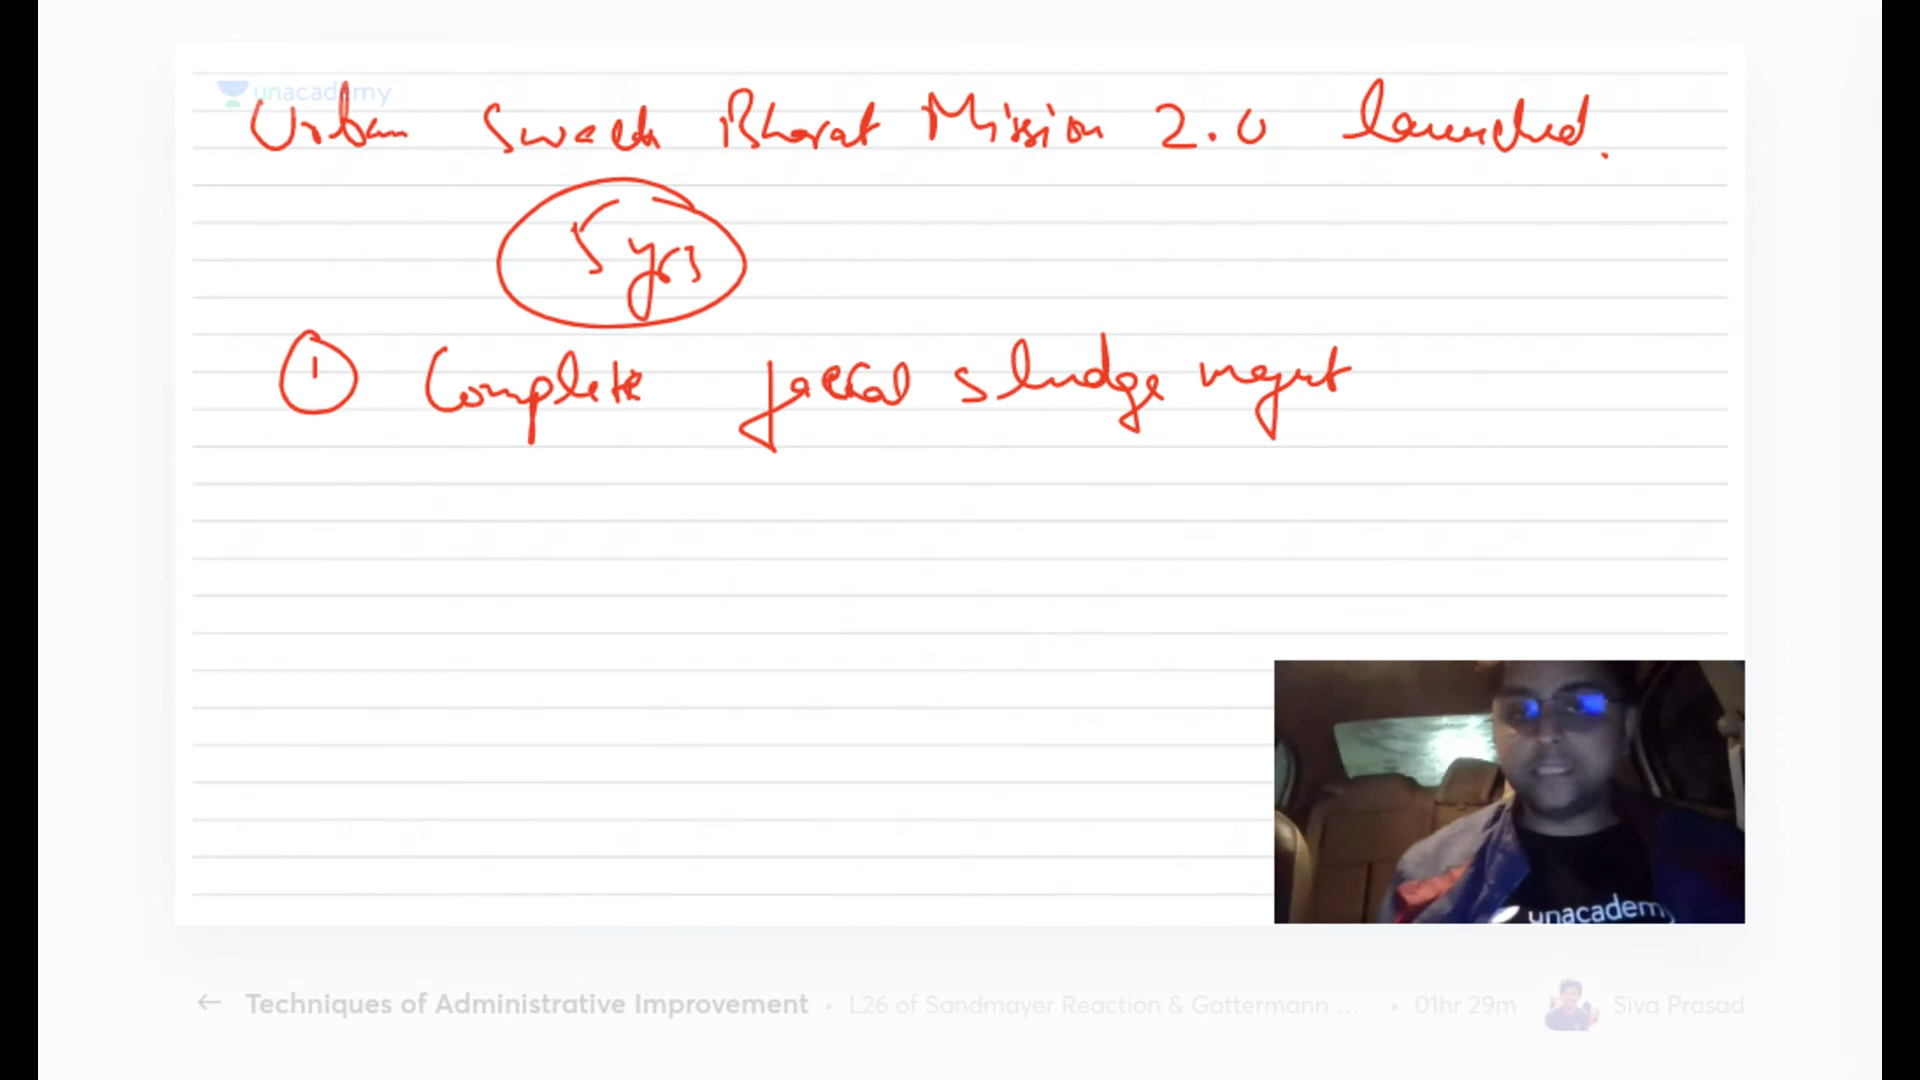 unacademy
Urban Swach Bharat Mission 2.0 launched.
5 yrs
1 Complete faecal sludge mgmt
unacademy
← Techniques of Administrative Improvement • L26 of Sandmayer Reaction & Gattermann ... • 01hr 29m Siva Prasad